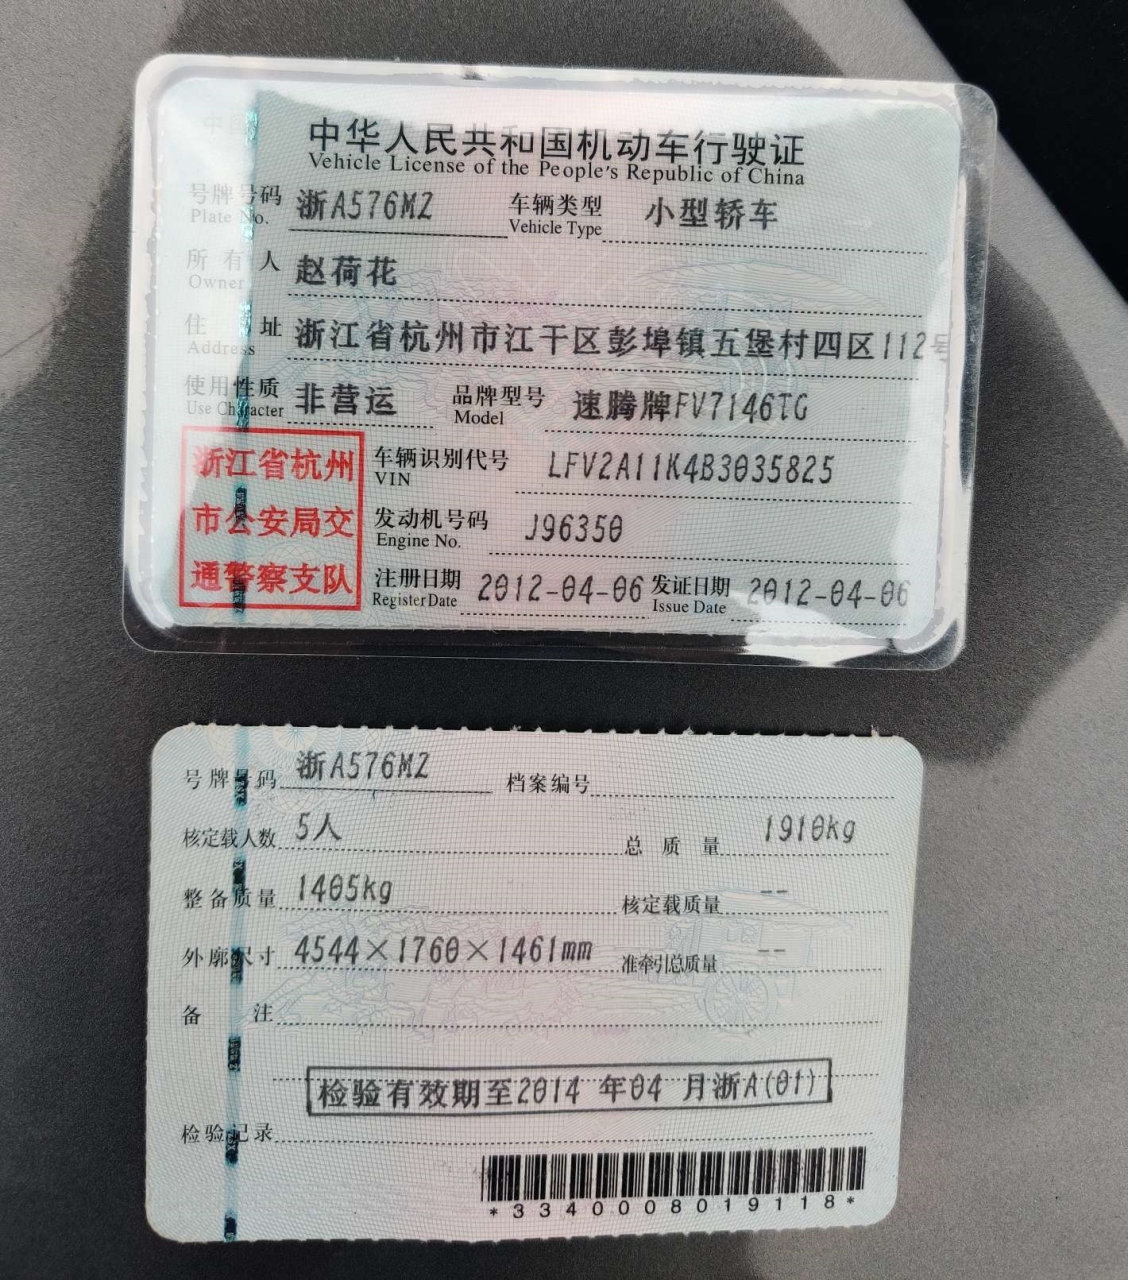 中华人民共和国机动车行驶证
Vehicle License of the People's Republic of China
号牌号码 浙A576MZ 车辆类型 小型轿车
Plate No. Vehicle Type
所有人 赵荷花
Owner
住址 浙江省杭州市江干区彭埠镇五堡村四区112号
Address
使用性质 非营运 品牌型号 速腾牌FV7146TG
Use Character Model
浙江省杭州
市公安局交
通警察支队
车辆识别代号 LFV2A11K4B3035825
VIN
发动机号码 J96350
Engine No.
注册日期 2012-04-06 发证日期 2012-04-06
Register Date Issue Date
号牌号码 浙A576MZ 档案编号
核定载人数 5人 总质量 1910kg
整备质量 1405kg 核定载质量 --
外廓尺寸 4544×1760×1461mm 准牵引总质量 --
备注
检验有效期至2014 年04 月浙A(01)
检验记录
*3340008019118*